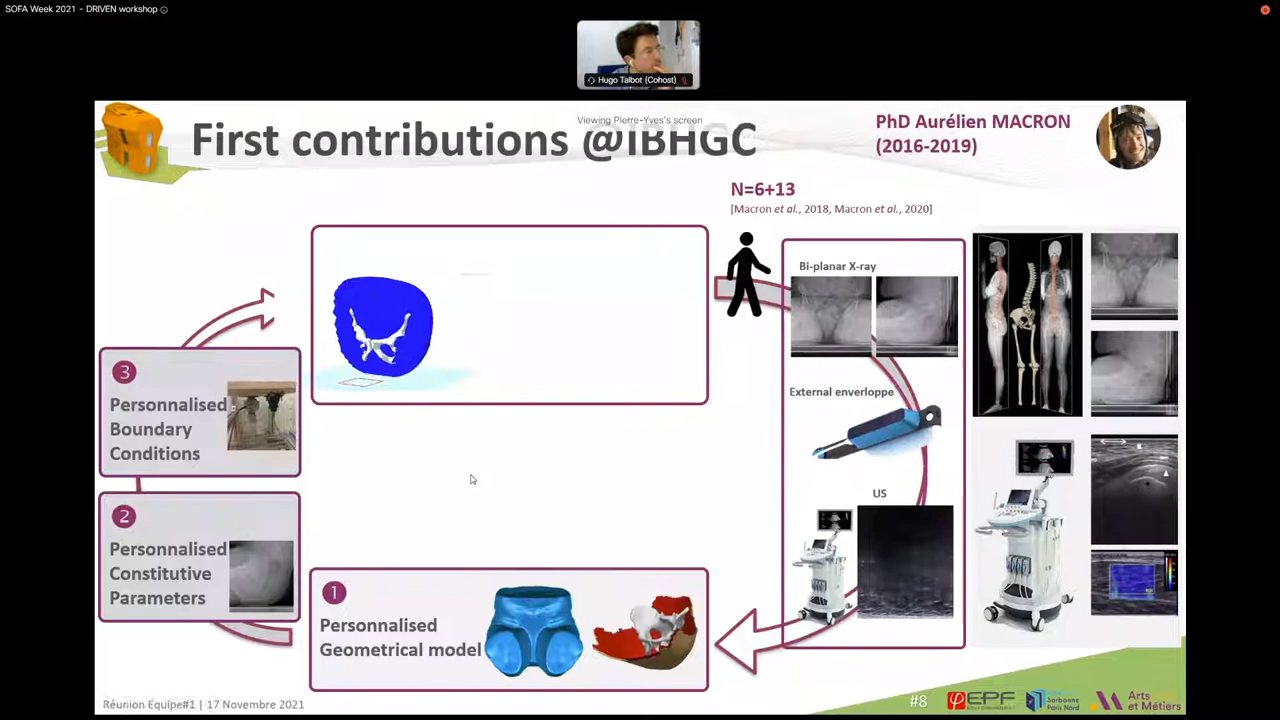 SOFA Week 2021 - DRIVEN workshop
Hugo Talbot (Cohost)
Viewing Pierre-Yves's screen
First contributions @IBHGC
PhD Aurélien MACRON
(2016-2019)
N=6+13
[Macron et al., 2018, Macron et al., 2020]
Bi-planar X-ray
External enverloppe
US
3
Personnalised
Boundary
Conditions
2
Personnalised
Constitutive
Parameters
1
Personnalised
Geometrical model
Réunion Equipe#1 | 17 Novembre 2021
#8
EPF
Sorbonne
Paris Nord
Arts
et Métiers